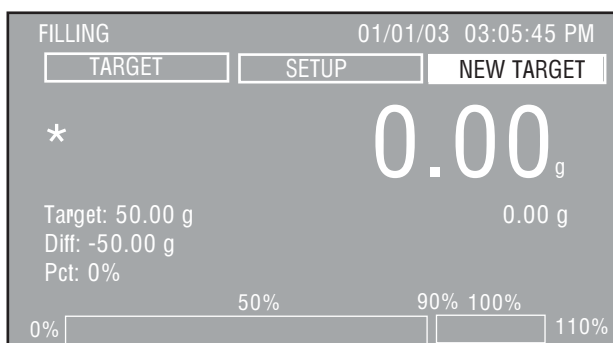 FILLING 01/01/03 03:05:45 PM
TARGET SETUP NEW TARGET
* 0.00 g
Target: 50.00 g 0.00 g
Diff: -50.00 g
Pct: 0%
50% 90% 100%
0% 110%